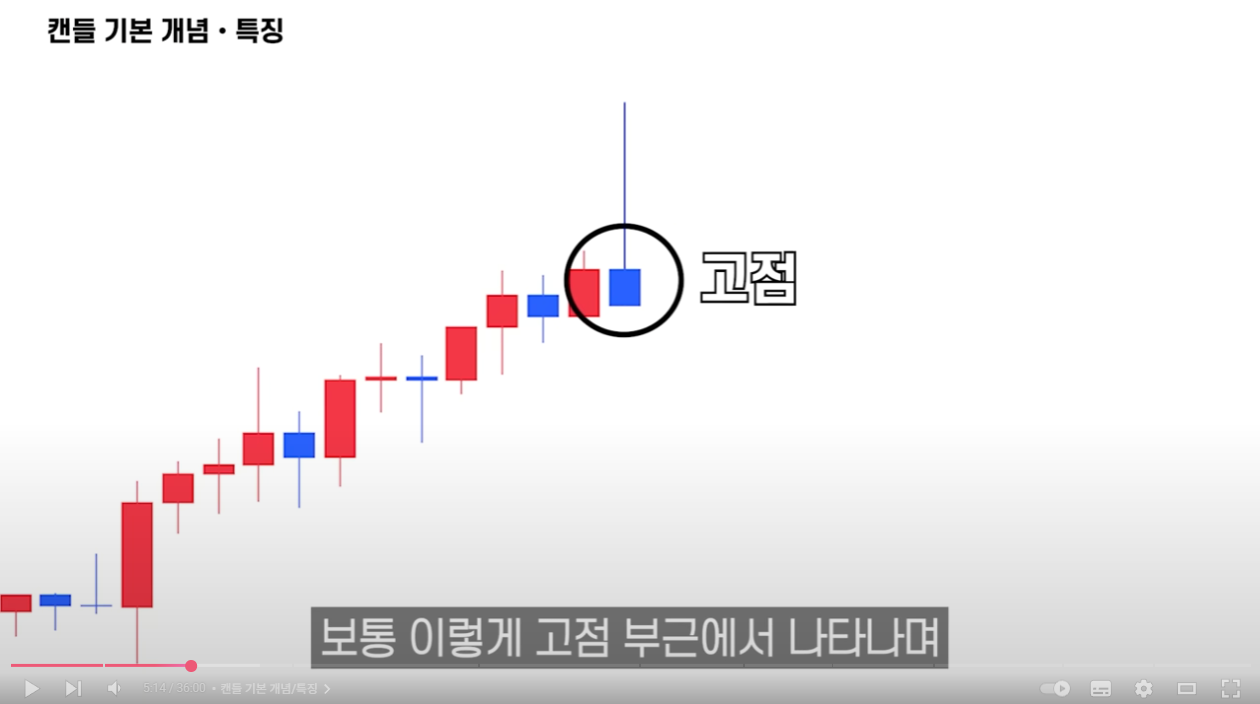 캔들 기본 개념 · 특징
고점
보통 이렇게 고점 부근에서 나타나며
5:14 / 36:00 • 캔들 기본 개념/특징